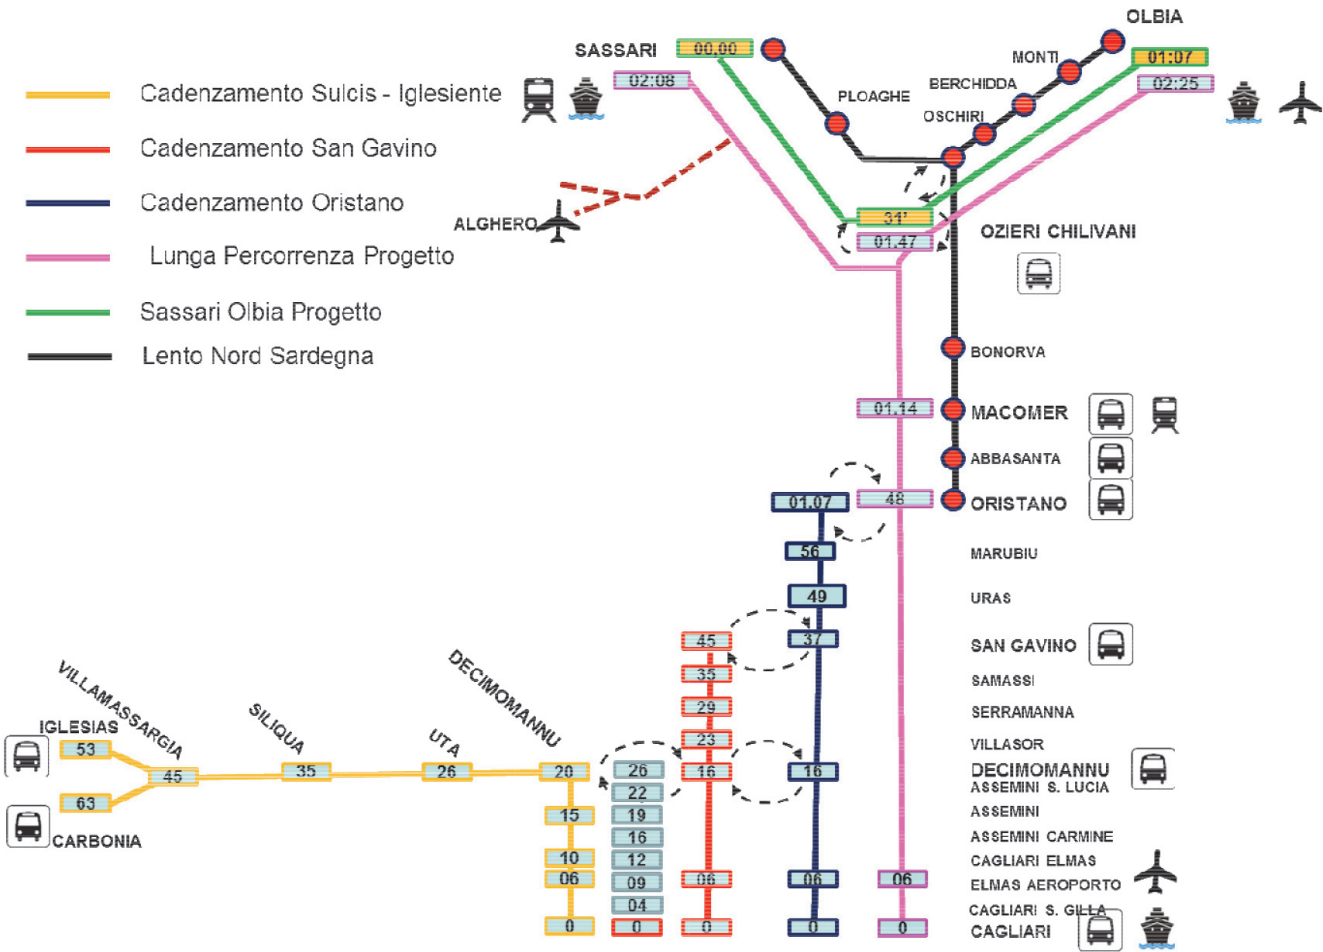 OLBIA
SASSARI
00.00
MONTI
01:07
02:08
BERCHIDDA
02:25
Cadenzamento Sulcis - Iglesiente
PLOAGHE
OSCHIRI
Cadenzamento San Gavino
Cadenzamento Oristano
ALGHERO
31'
01.47
OZIERI CHILIVANI
Lunga Percorrenza Progetto
Sassari Olbia Progetto
Lento Nord Sardegna
BONORVA
01.14
MACOMER
ABBASANTA
01.07
48
ORISTANO
56
MARUBIU
49
URAS
45
37
SAN GAVINO
35
SAMASSI
29
SERRAMANNA
23
VILLASOR
VILLAMASSARGIA
SILIQUA
UTA
DECIMOMANNU
IGLESIAS
53
45
35
26
20
26
16
16
DECIMOMANNU
22
ASSEMINI S. LUCIA
63
15
19
ASSEMINI
CARBONIA
16
ASSEMINI CARMINE
10
12
CAGLIARI ELMAS
06
09
06
06
06
ELMAS AEROPORTO
04
CAGLIARI S. GILLA
0
0
0
0
0
CAGLIARI